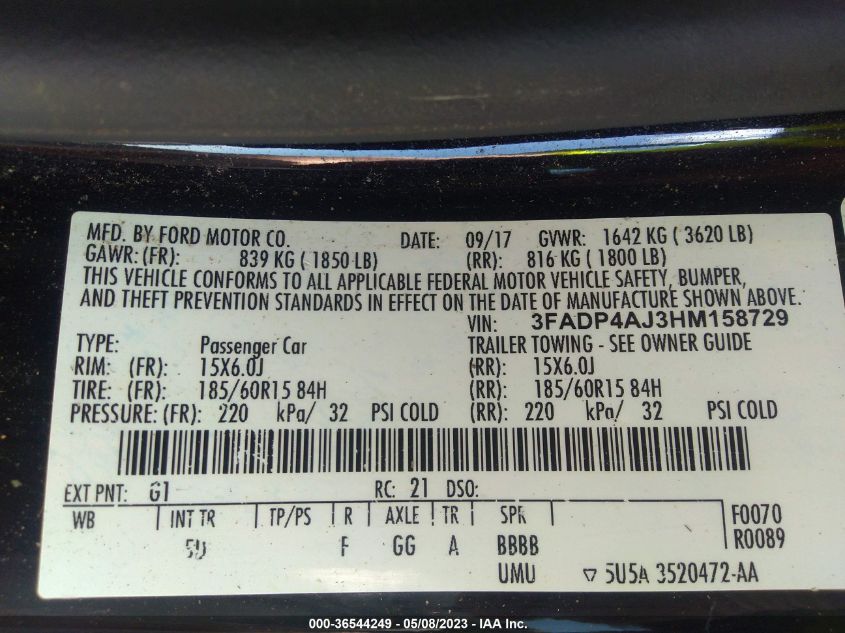 MFD. BY FORD MOTOR CO. DATE: 09/17 GVWR: 1642 KG ( 3620 LB)
GAWR: (FR): 839 KG ( 1850 LB) (RR): 816 KG ( 1800 LB)
THIS VEHICLE CONFORMS TO ALL APPLICABLE FEDERAL MOTOR VEHICLE SAFETY, BUMPER,
AND THEFT PREVENTION STANDARDS IN EFFECT ON THE DATE OF MANUFACTURE SHOWN ABOVE.
VIN: 3FADP4AJ3HM158729
TYPE: Passenger Car TRAILER TOWING - SEE OWNER GUIDE
RIM: (FR): 15X6.0J (RR): 15X6.0J
TIRE: (FR): 185/60R15 84H (RR): 185/60R15 84H
PRESSURE: (FR): 220 kPa/ 32 PSI COLD (RR): 220 kPa/ 32 PSI COLD
EXT PNT: G1 RC: 21 DSO:
WB INT TR TP/PS R AXLE TR SPR F0070
5U F GG A BBBB R0089
UMU ▽ 5U5A 3520472-AA
000-36544249 - 05/08/2023 - IAA Inc.